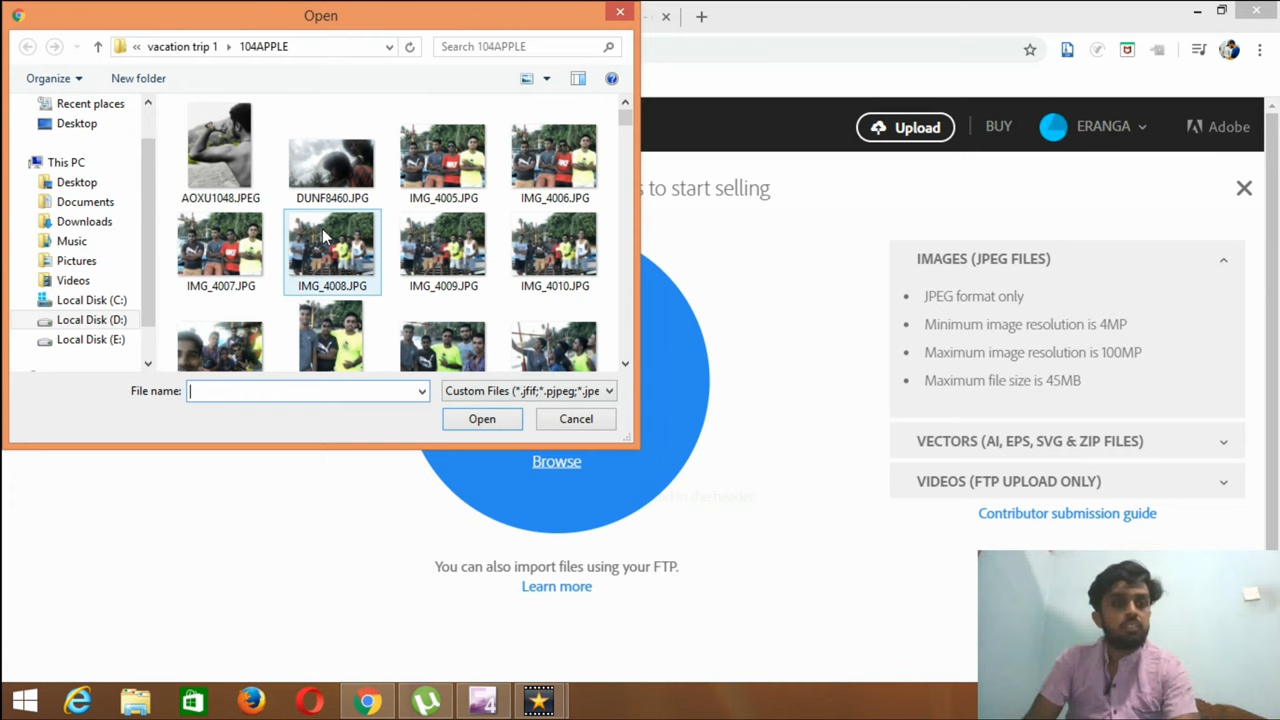 Open
vacation trip 1
104APPLE
Search 104APPLE
Organize
New folder
Recent places
Desktop
This PC
Desktop
Documents
Downloads
Music
Pictures
Videos
Local Disk (C:)
Local Disk (D:)
Local Disk (E:)
AOXU1048.JPEG
DUNF8460.JPG
IMG_4005.JPG
IMG_4006.JPG
IMG_4007.JPG
IMG_4008.JPG
IMG_4009.JPG
IMG_4010.JPG
File name:
Custom Files (*.jfif;*.pjpeg;*.jpe
Open
Cancel
Upload
BUY
ERANGA
Adobe
to start selling
Browse
in the header
You can also import files using your FTP.
Learn more
IMAGES (JPEG FILES)
JPEG format only
Minimum image resolution is 4MP
Maximum image resolution is 100MP
Maximum file size is 45MB
VECTORS (AI, EPS, SVG & ZIP FILES)
VIDEOS (FTP UPLOAD ONLY)
Contributor submission guide
4